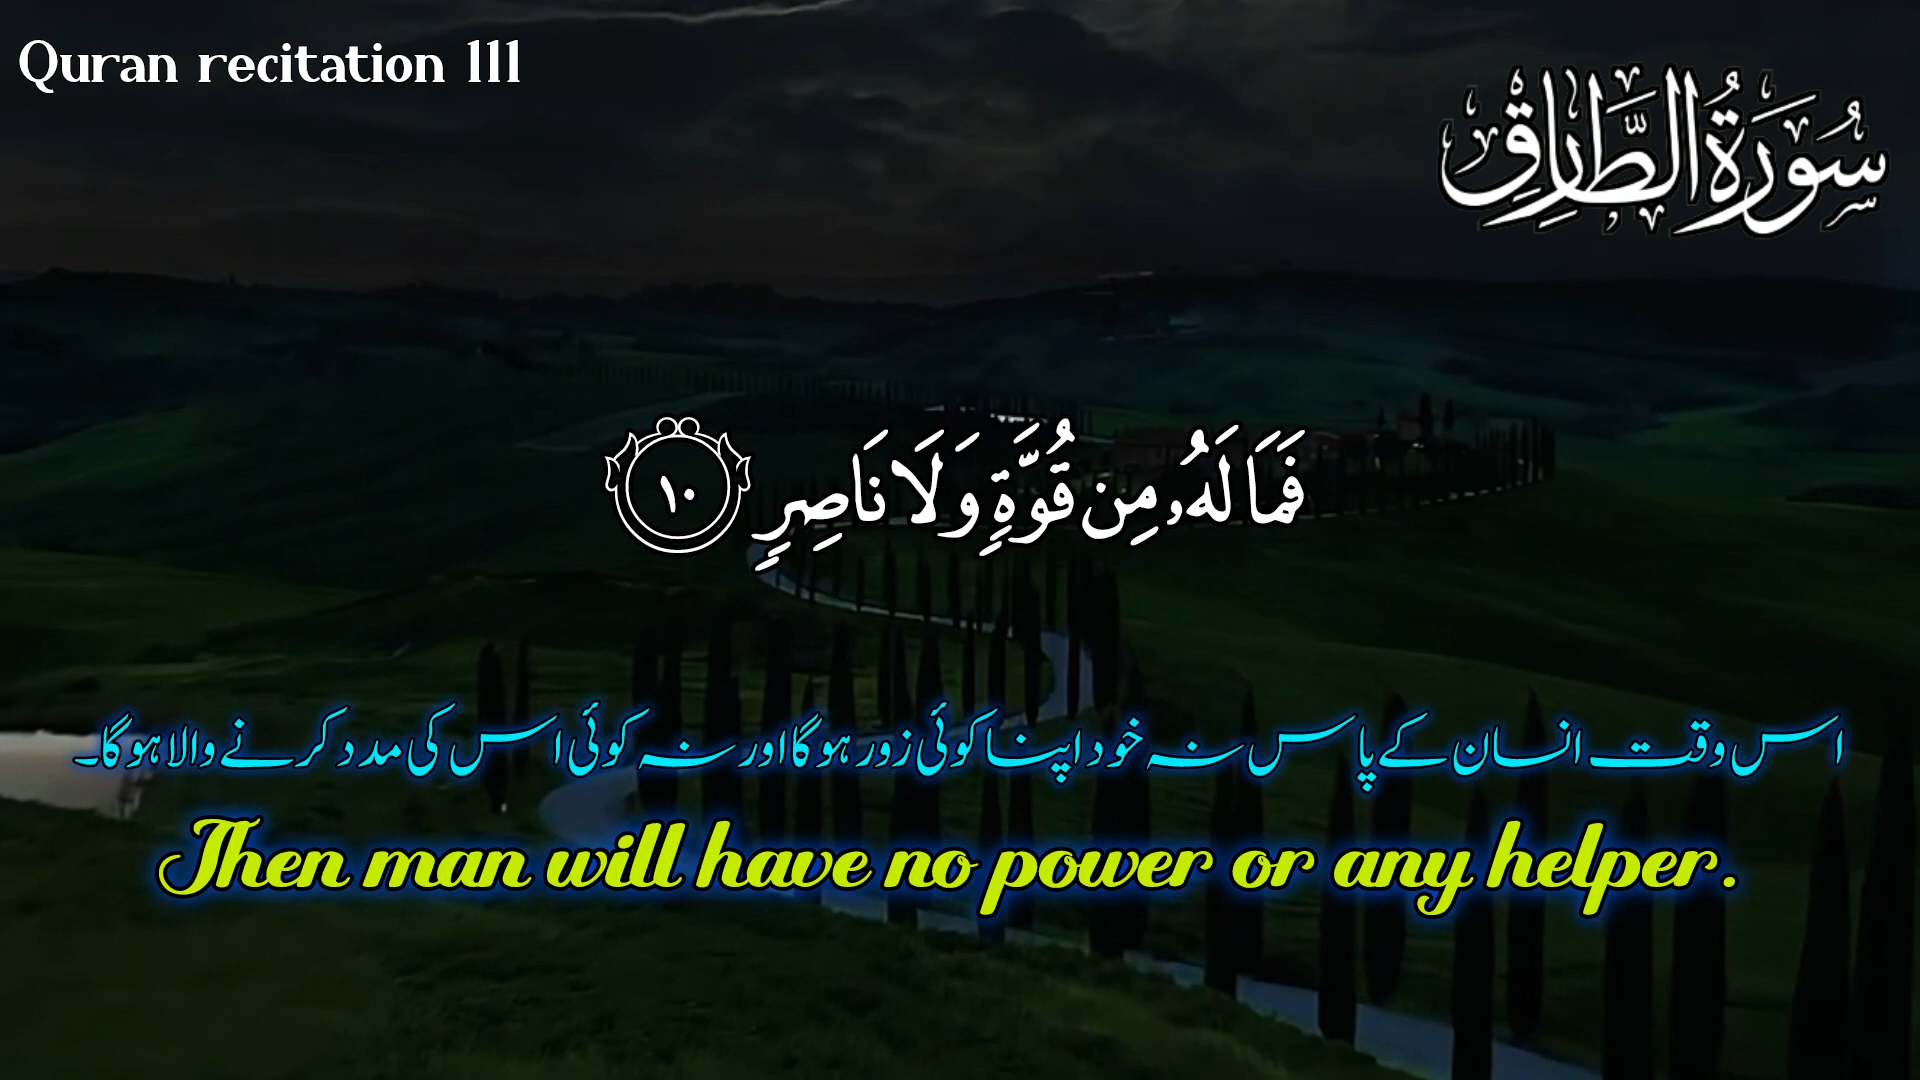 Quran recitation 111
سُورَةُ الطَّارِقِ
فَمَا لَهُۥ مِن قُوَّةٍ وَلَا نَاصِرٍ ١٠
اس وقت انسان کے پاس نہ خود اپنا کوئی زور ہوگا اور نہ کوئی اس کی مدد کرنے والا ہوگا۔
Then man will have no power or any helper.